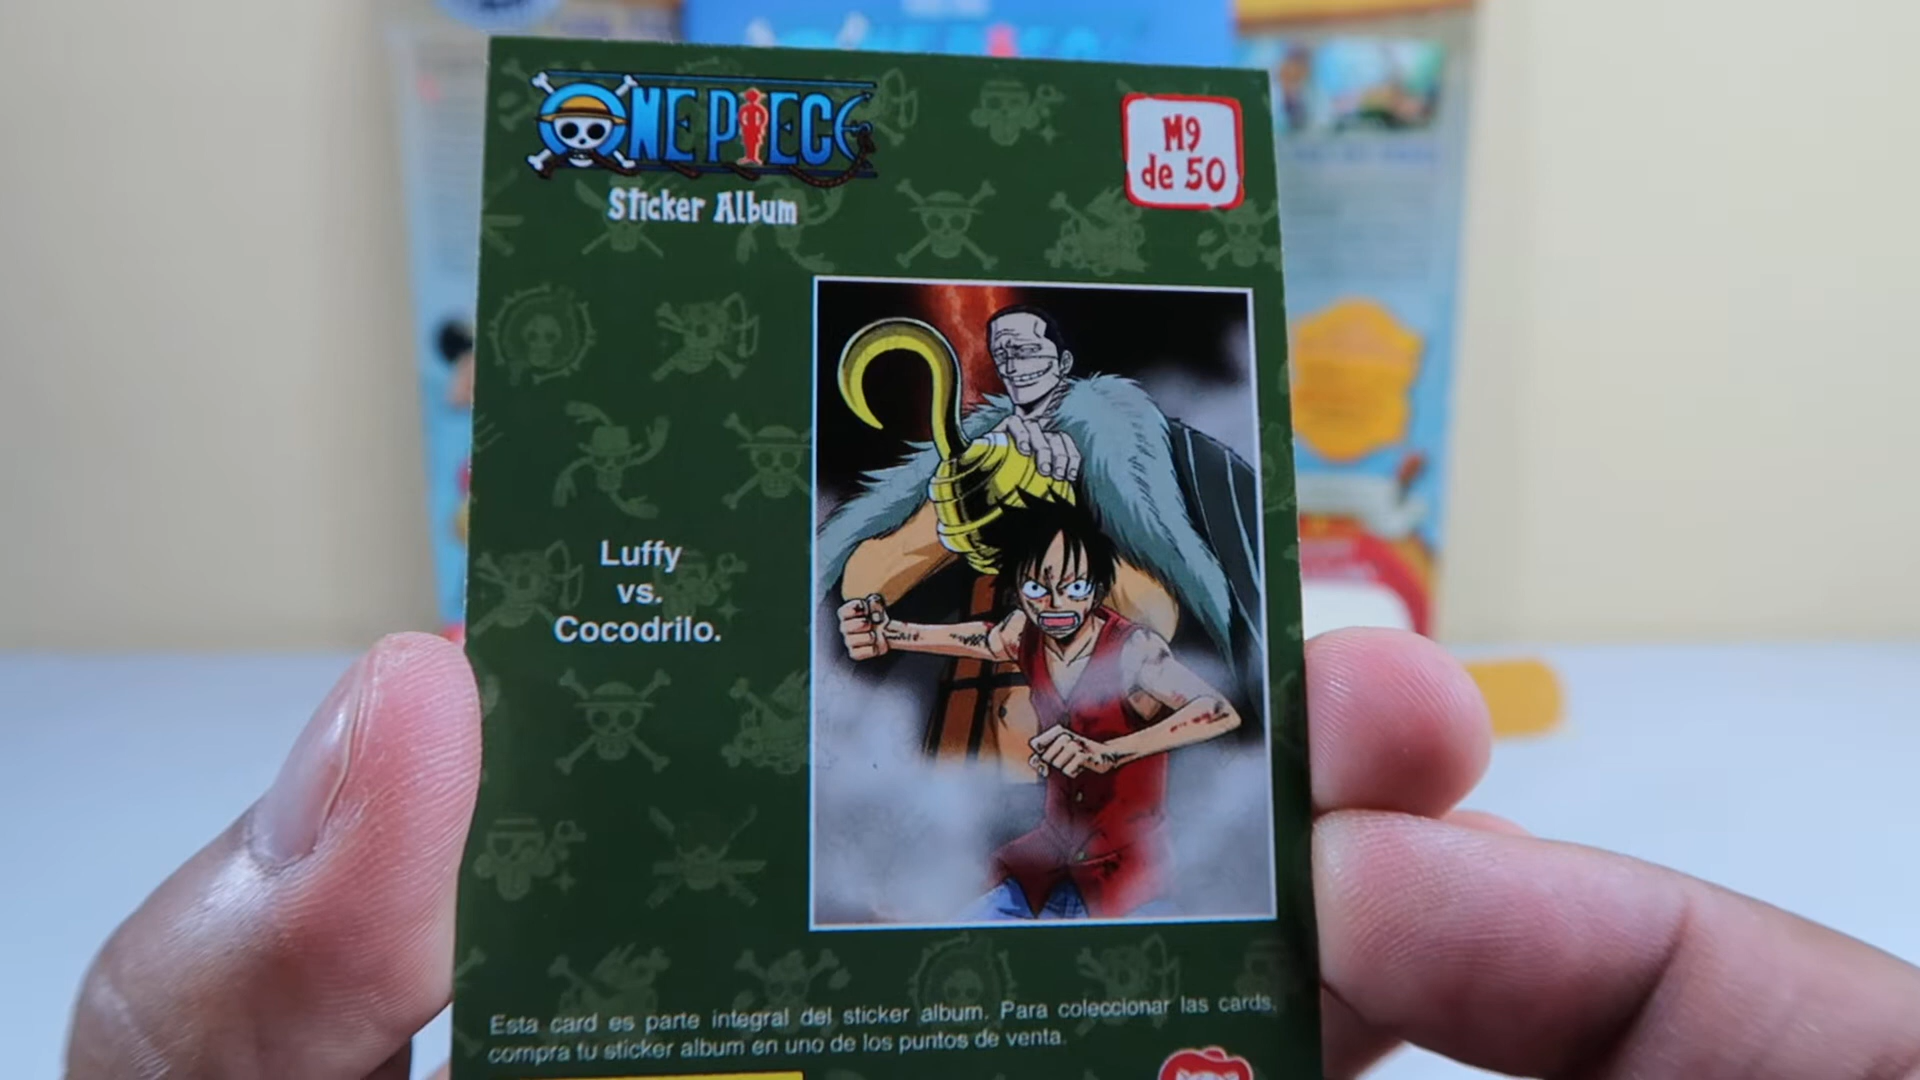 ONE PIECE
Sticker Album
M9
de 50
Luffy
vs.
Cocodrilo.
Esta card es parte integral del sticker album. Para coleccionar las cards,
compra tu sticker album en uno de los puntos de venta.